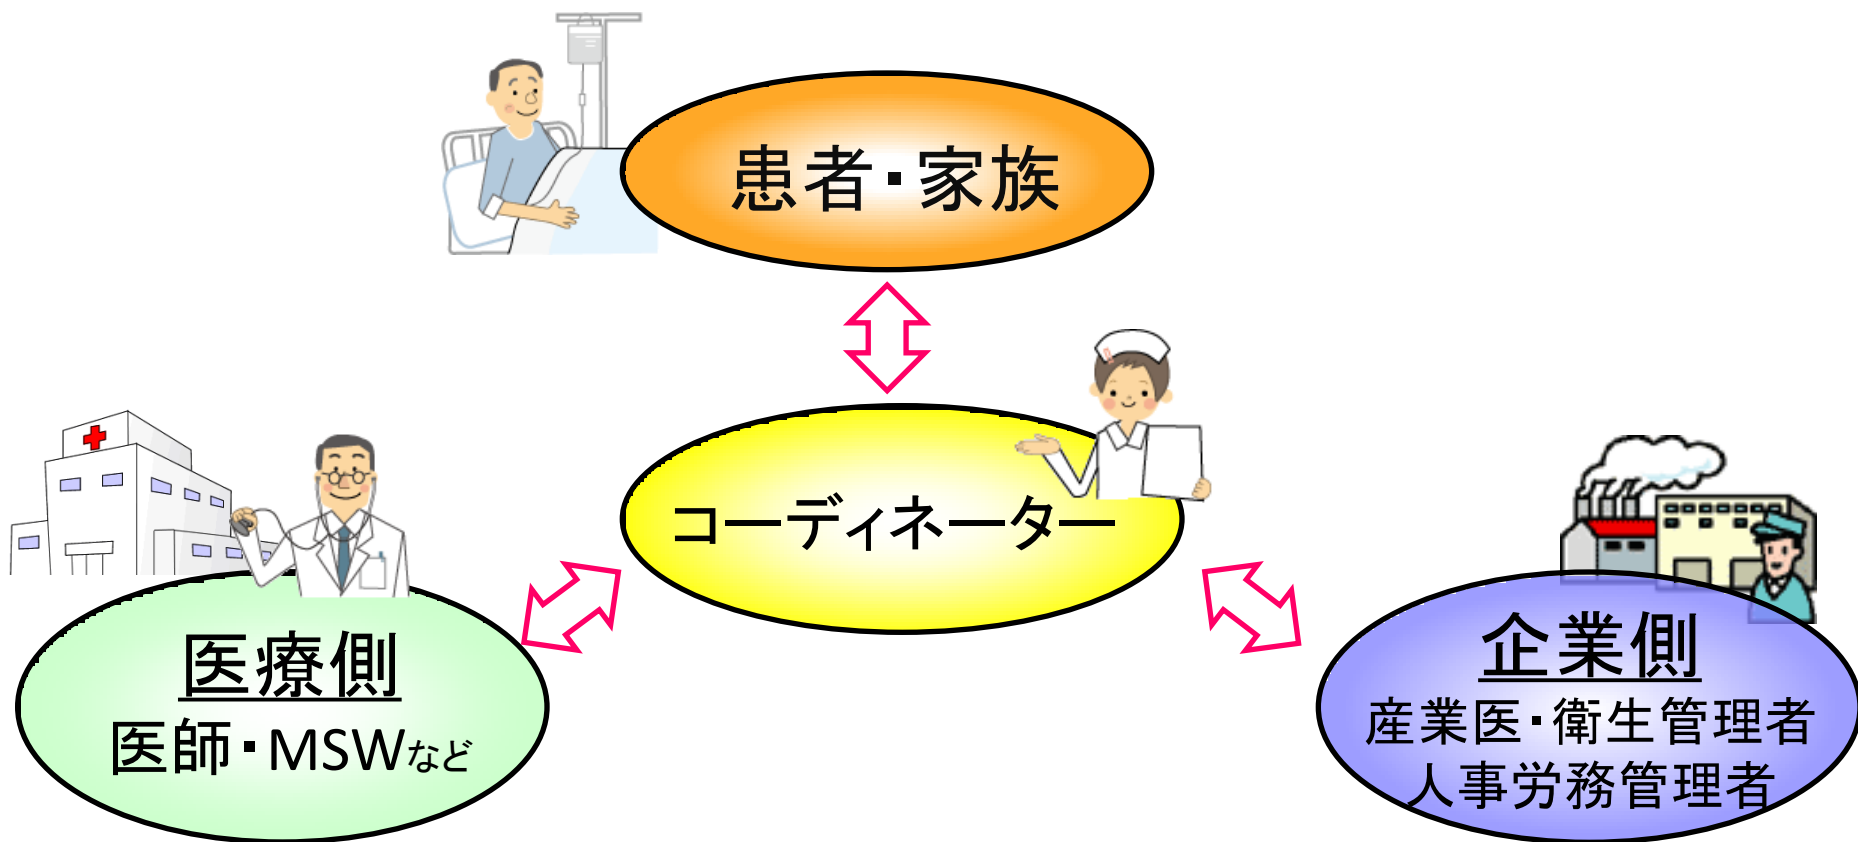 患者・家族
コーディネーター
医療側
医師・MSWなど
企業側
産業医・衛生管理者
人事労務管理者